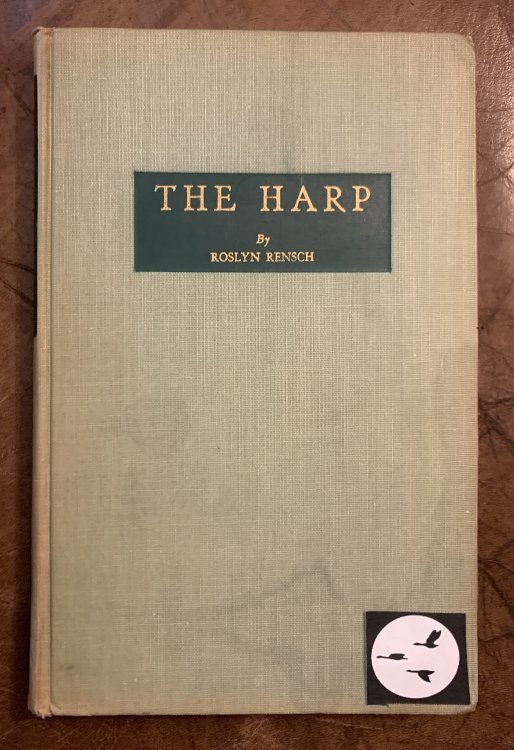 THE HARP
By
ROSLYN RENSCH